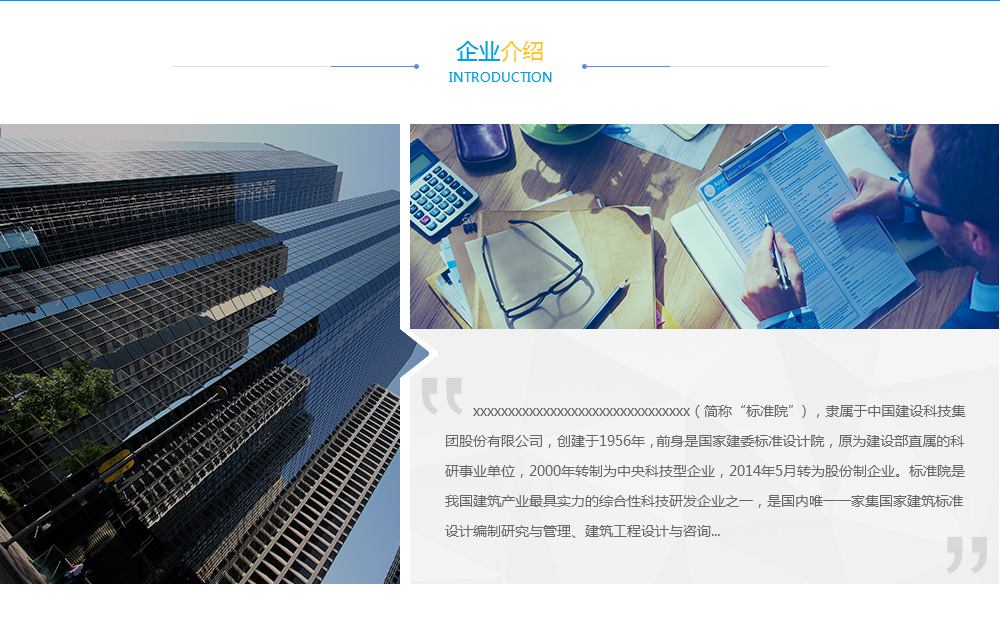 企业介绍
INTRODUCTION
xxxxxxxxxxxxxxxxxxxxxxxxxxxxxxx（简称“标准院”），隶属于中国建设科技集
团股份有限公司，创建于1956年，前身是国家建委标准设计院，原为建设部直属的科
研事业单位，2000年转制为中央科技型企业，2014年5月转为股份制企业。标准院是
我国建筑产业最具实力的综合性科技研发企业之一，是国内唯一一家集国家建筑标准
设计编制研究与管理、建筑工程设计与咨询...